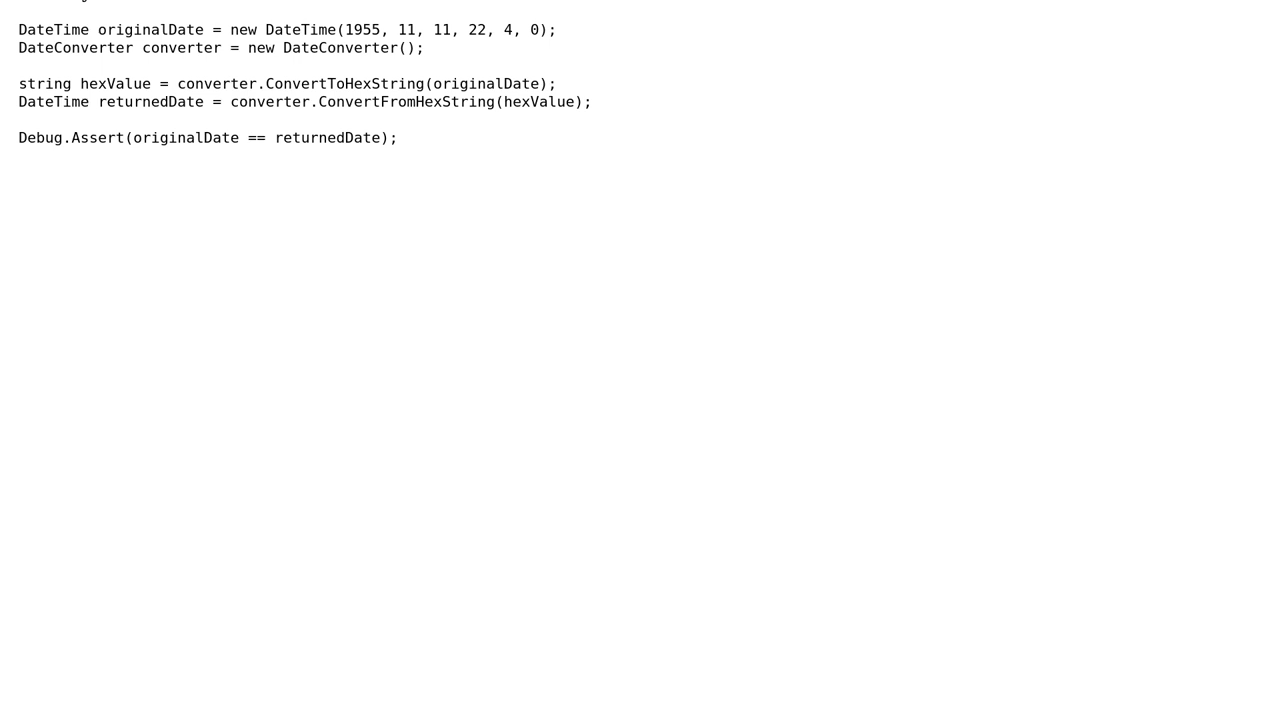 DateTime originalDate = new DateTime(1955, 11, 11, 22, 4, 0);
DateConverter converter = new DateConverter();
string hexValue = converter.ConvertToHexString(originalDate);
DateTime returnedDate = converter.ConvertFromHexString(hexValue);
Debug.Assert(originalDate == returnedDate);